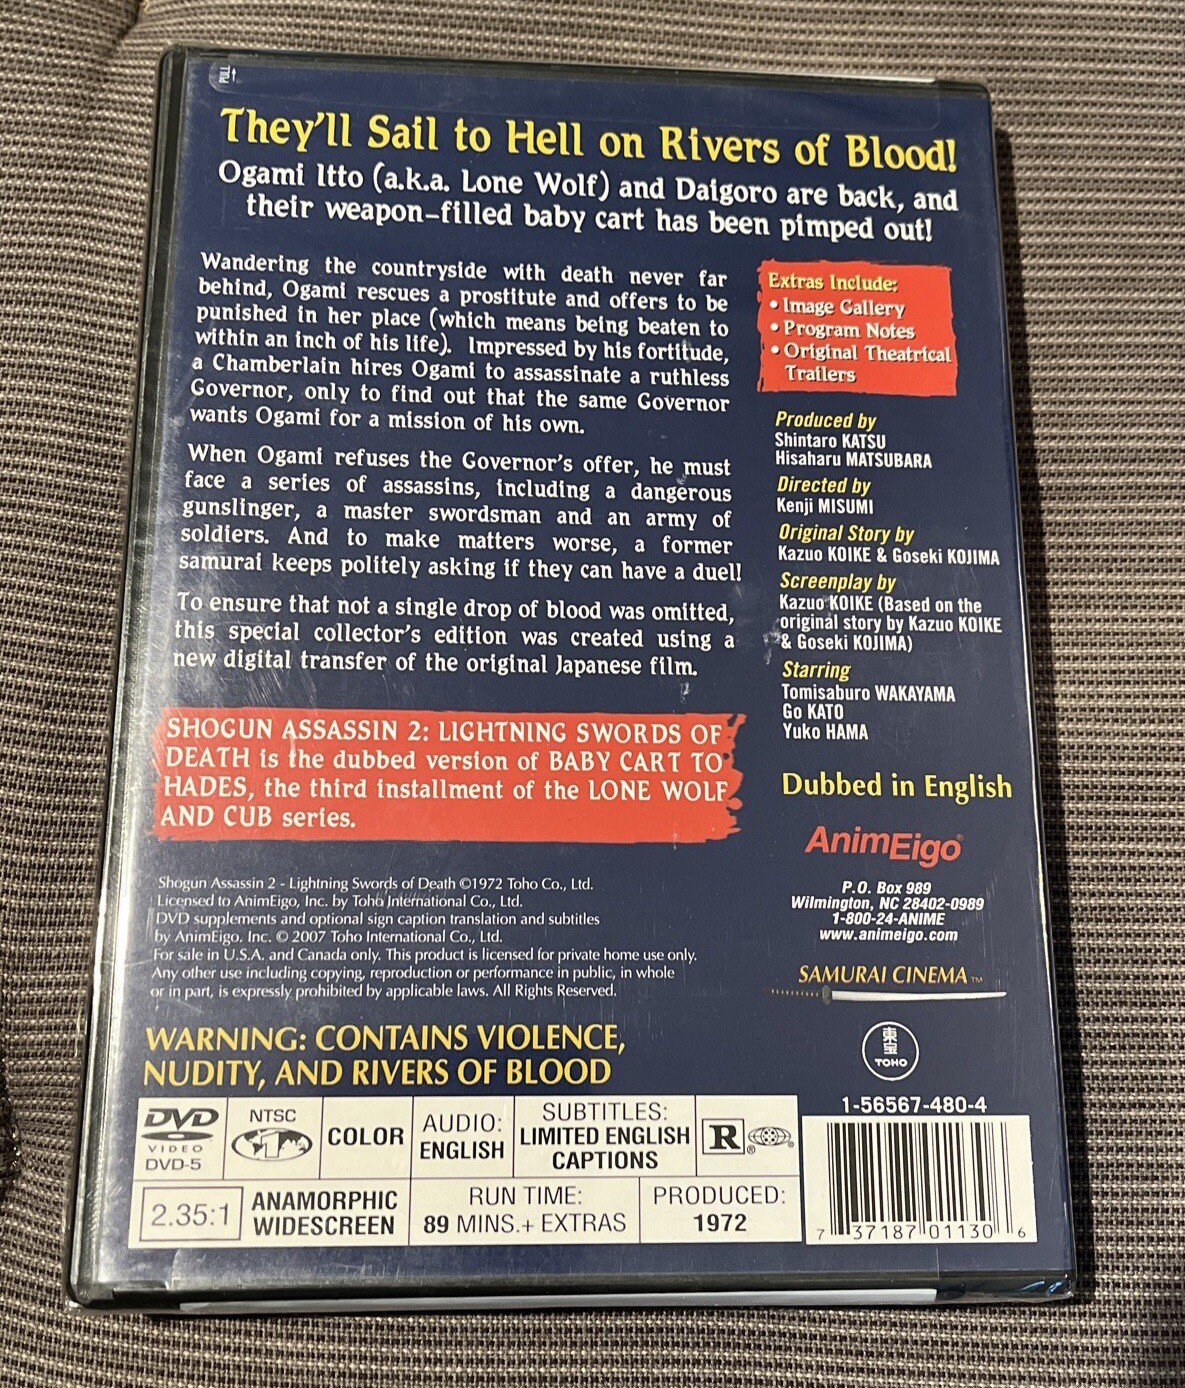 PULL
They'll Sail to Hell on Rivers of Blood!
Ogami Itto (a.k.a. Lone Wolf) and Daigoro are back, and
their weapon-filled baby cart has been pimped out!
Wandering the countryside with death never far
behind, Ogami rescues a prostitute and offers to be
punished in her place (which means being beaten to
within an inch of his life). Impressed by his fortitude,
a Chamberlain hires Ogami to assassinate a ruthless
Governor, only to find out that the same Governor
wants Ogami for a mission of his own.
When Ogami refuses the Governor's offer, he must
face a series of assassins, including a dangerous
gunslinger, a master swordsman and an army of
soldiers. And to make matters worse, a former
samurai keeps politely asking if they can have a duel!
To ensure that not a single drop of blood was omitted,
this special collector's edition was created using a
new digital transfer of the original Japanese film.
SHOGUN ASSASSIN 2: LIGHTNING SWORDS OF
DEATH is the dubbed version of BABY CART TO
HADES, the third installment of the LONE WOLF
AND CUB series.
Extras Include:
• Image Gallery
• Program Notes
• Original Theatrical
Trailers
Produced by
Shintaro KATSU
Hisaharu MATSUBARA
Directed by
Kenji MISUMI
Original Story by
Kazuo KOIKE & Goseki KOJIMA
Screenplay by
Kazuo KOIKE (Based on the
original story by Kazuo KOIKE
& Goseki KOJIMA)
Starring
Tomisaburo WAKAYAMA
Go KATO
Yuko HAMA
Dubbed in English
AnimEigo
P.O. Box 989
Wilmington, NC 28402-0989
1-800-24-ANIME
www.animeigo.com
SAMURAI CINEMA TM
東宝
TOHO
Shogun Assassin 2 - Lightning Swords of Death ©1972 Toho Co., Ltd.
Licensed to AnimEigo, Inc. by Toho International Co., Ltd.
DVD supplements and optional sign caption translation and subtitles
by AnimEigo, Inc. © 2007 Toho International Co., Ltd.
For sale in U.S.A. and Canada only. This product is licensed for private home use only.
Any other use including copying, reproduction or performance in public, in whole
or in part, is expressly prohibited by applicable laws. All Rights Reserved.
WARNING: CONTAINS VIOLENCE,
NUDITY, AND RIVERS OF BLOOD
DVD
VIDEO
DVD-5
NTSC
1
COLOR
AUDIO:
ENGLISH
SUBTITLES:
LIMITED ENGLISH
CAPTIONS
R ® ®
2.35:1
ANAMORPHIC
WIDESCREEN
RUN TIME:
89 MINS.+ EXTRAS
PRODUCED:
1972
1-56567-480-4
7 37187 01130 6